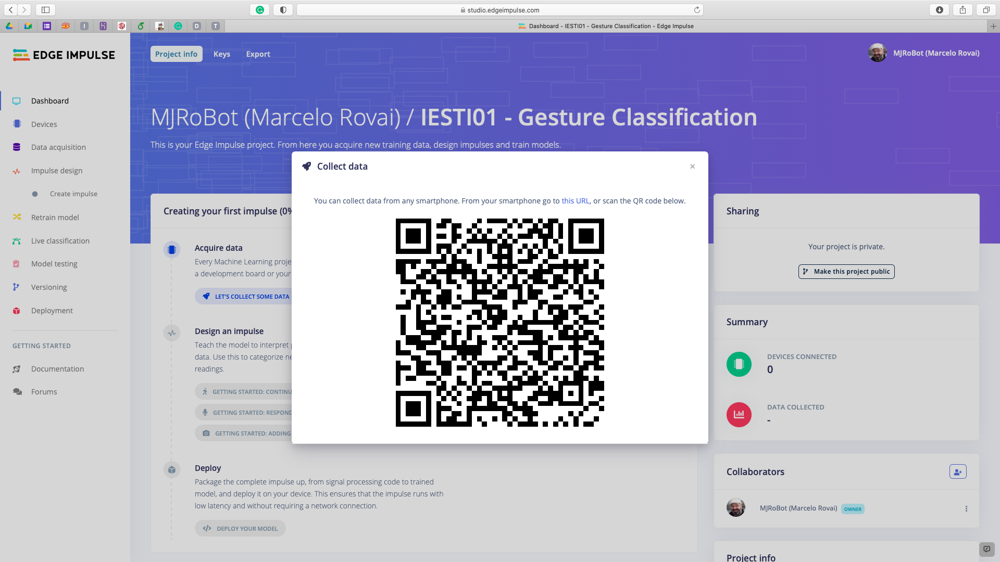 studio.edgeimpulse.com
I
D
T
Dashboard - IESTI01 - Gesture Classification - Edge Impulse
EDGE IMPULSE
Project info
Keys
Export
MJRoBot (Marcelo Rovai)
Dashboard
Devices
Data acquisition
Impulse design
Create impulse
Retrain model
Live classification
Model testing
Versioning
Deployment
GETTING STARTED
Documentation
Forums
MJRoBot (Marcelo Rovai) / IESTI01 - Gesture Classification
This is your Edge Impulse project. From here you acquire new training data, design impulses and train models.
Collect data
×
You can collect data from any smartphone. From your smartphone go to this URL, or scan the QR code below.
Creating your first impulse (0%
Acquire data
Every Machine Learning proje
a development board or your
LET'S COLLECT SOME DATA
Design an impulse
Teach the model to interpret
data. Use this to categorize ne
readings.
GETTING STARTED: CONTINU
GETTING STARTED: RESPOND
GETTING STARTED: ADDING
Deploy
Package the complete impulse up, from signal processing code to trained
model, and deploy it on your device. This ensures that the impulse runs with
low latency and without requiring a network connection.
DEPLOY YOUR MODEL
Sharing
Your project is private.
Make this project public
Summary
DEVICES CONNECTED
0
DATA COLLECTED
-
Collaborators
MJRoBot (Marcelo Rovai) OWNER
Project info